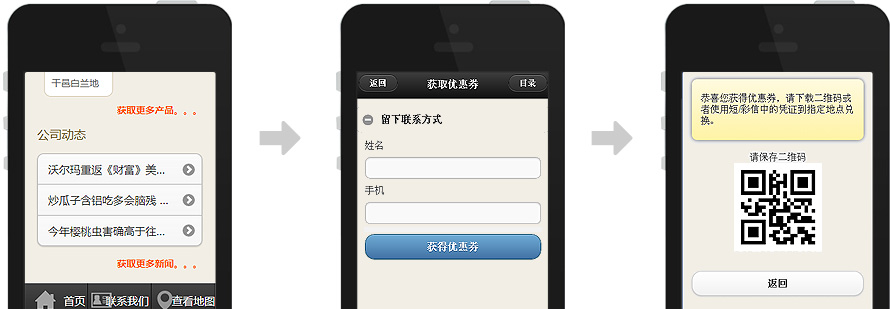 干邑白兰地
获取更多产品。。。
公司动态
沃尔玛重返《财富》美...
炒瓜子含铝吃多会脑残 ...
今年樱桃虫害确高于往...
获取更多新闻。。。
首页 联系我们 查看地图
返回 获取优惠券 目录
留下联系方式
姓名
手机
获得优惠券
恭喜您获得优惠券，请下载二维码或
者使用短/彩信中的凭证到指定地点兑
换。
请保存二维码
返回